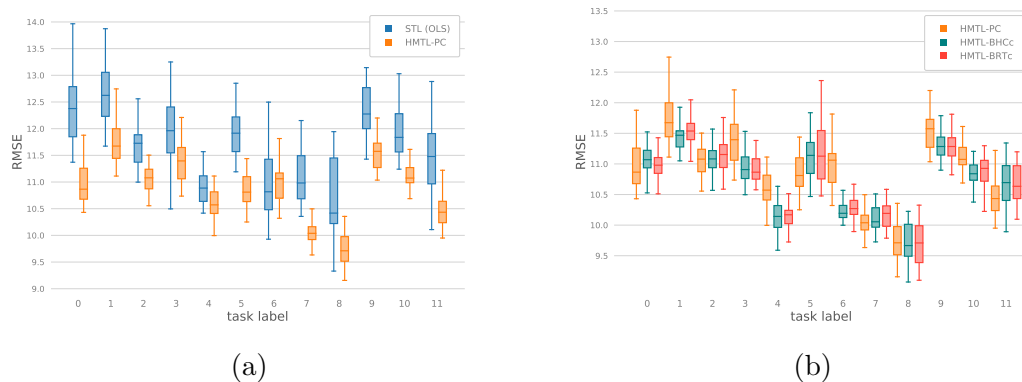 14.0
13.5
13.0
12.5
12.0
11.5
11.0
10.5
10.0
9.5
9.0
RMSE
STL (OLS)
HMTL-PC
0 1 2 3 4 5 6 7 8 9 10 11
task label
(a)
13.5
13.0
12.5
12.0
11.5
11.0
10.5
10.0
9.5
RMSE
HMTL-PC
HMTL-BHCc
HMTL-BRTc
0 1 2 3 4 5 6 7 8 9 10 11
task label
(b)